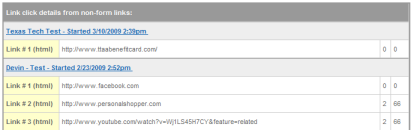 Link click details from non-form links:
Texas Tech Test - Started 3/10/2009 2:39pm
Link # 1 (html) http://www.ttaabenefitcard.com/ 0 0
Devin - Test - Started 2/23/2009 2:52pm
Link # 1 (html) http://www.facebook.com 0 0
Link # 2 (html) http://www.personalshopper.com 2 66
Link # 3 (html) http://www.youtube.com/watch?v=Wj1LS45H7CY&feature=related 2 66